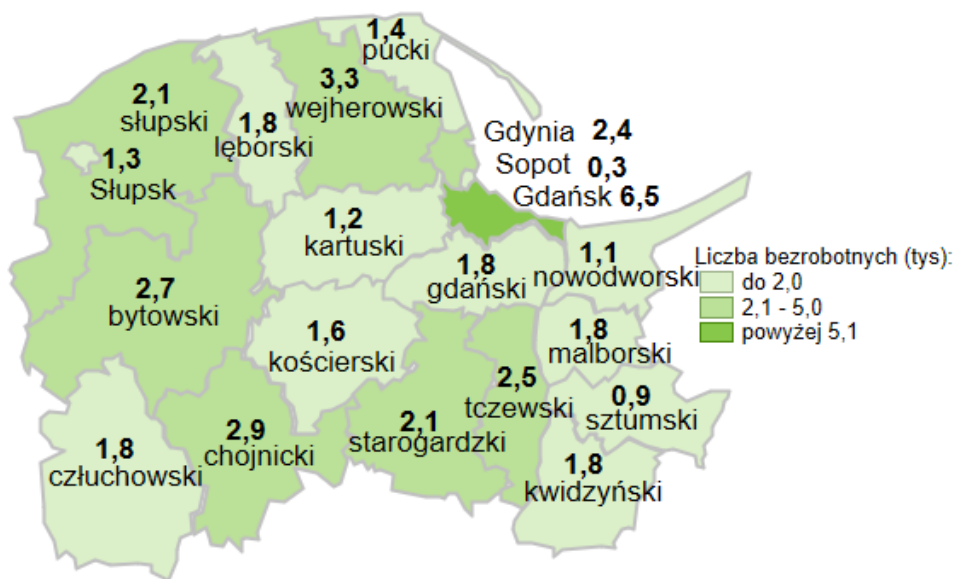 1,4
pucki
3,3
wejherowski
2,1
słupski
1,8
lęborski
1,3
Słupsk
Gdynia 2,4
Sopot 0,3
Gdańsk 6,5
1,2
kartuski
1,8
gdański
1,1
nowodworski
2,7
bytowski
1,6
kościerski
1,8
malborski
2,5
tczewski
0,9
sztumski
1,8
człuchowski
2,9
chojnicki
2,1
starogardzki
1,8
kwidzyński
Liczba bezrobotnych (tys):
do 2,0
2,1 - 5,0
powyżej 5,1